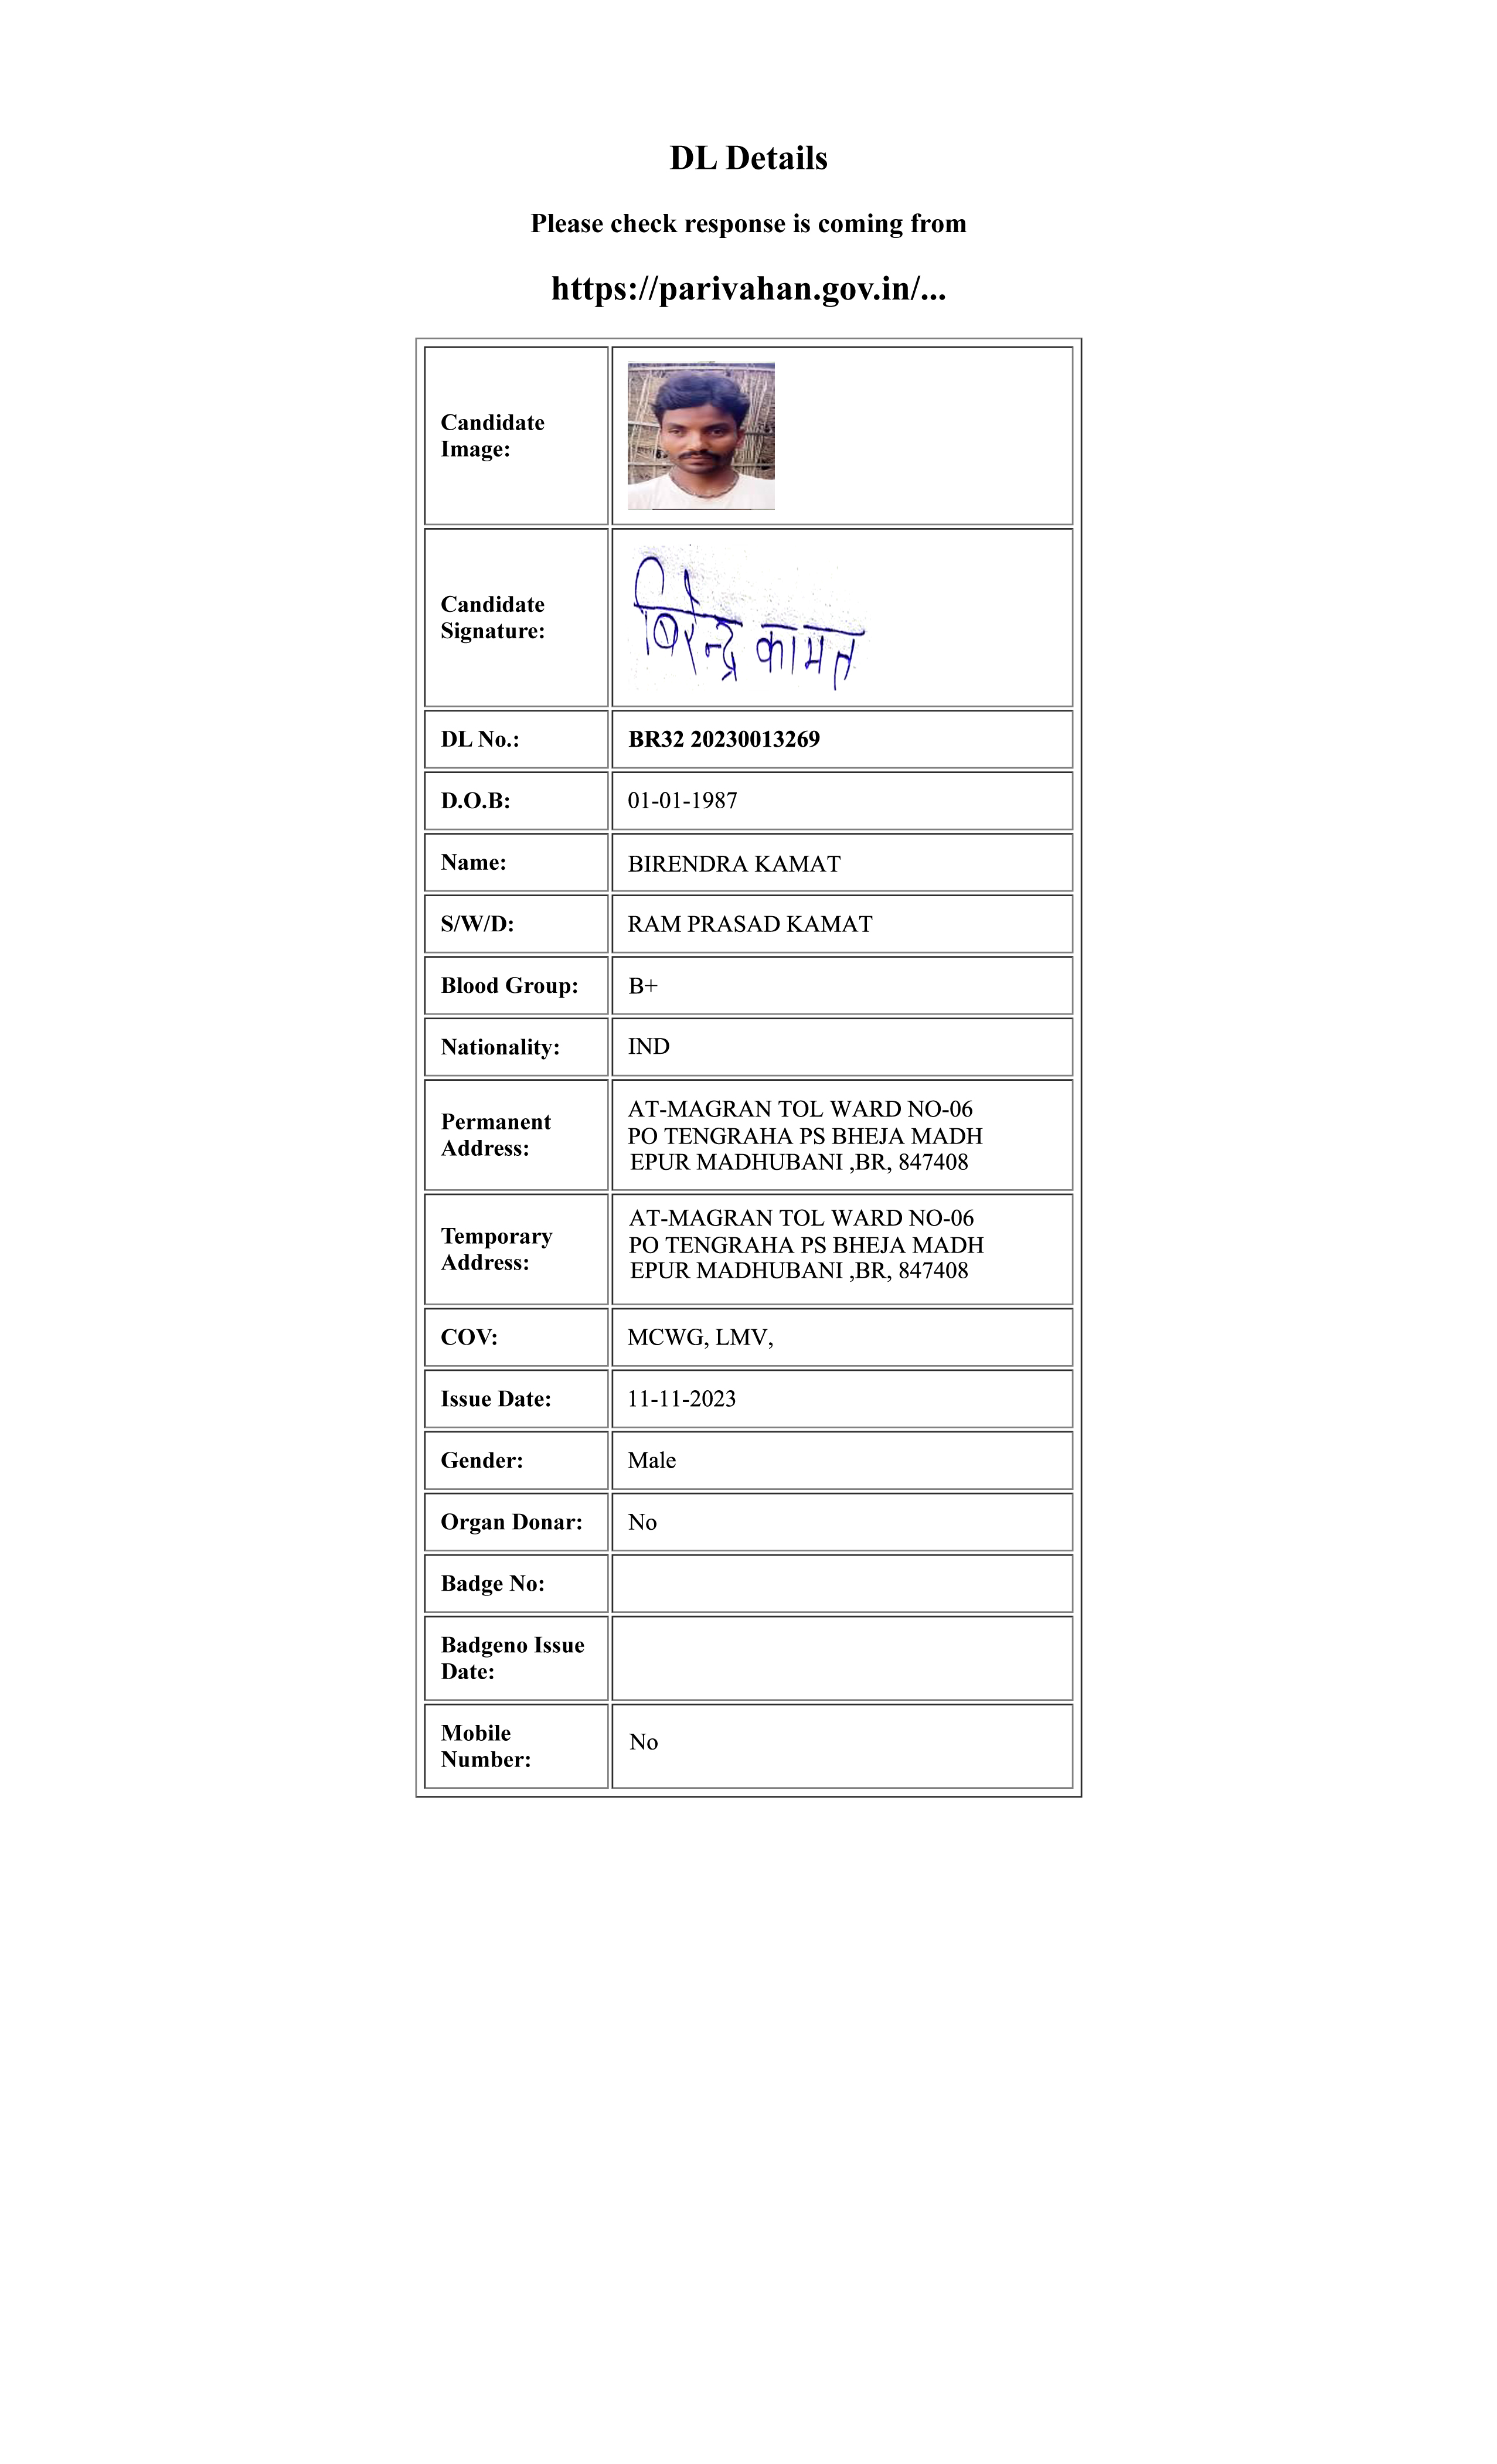 DL Details
Please check response is coming from
https://parivahan.gov.in/...
Candidate
Image:
Candidate
Signature:
बिरेन्द्र कामत
DL No.: BR32 20230013269
D.O.B: 01-01-1987
Name: BIRENDRA KAMAT
S/W/D: RAM PRASAD KAMAT
Blood Group: B+
Nationality: IND
Permanent
Address:
AT-MAGRAN TOL WARD NO-06
PO TENGRAHA PS BHEJA MADH
EPUR MADHUBANI ,BR, 847408
Temporary
Address:
AT-MAGRAN TOL WARD NO-06
PO TENGRAHA PS BHEJA MADH
EPUR MADHUBANI ,BR, 847408
COV: MCWG, LMV,
Issue Date: 11-11-2023
Gender: Male
Organ Donar: No
Badge No:
Badgeno Issue
Date:
Mobile
Number:
No